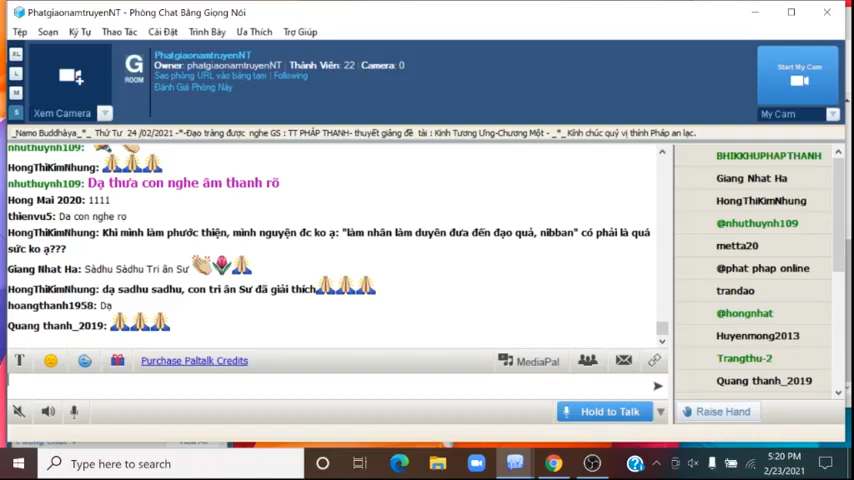 PhatgiaonamtruyenNT - Phòng Chat Bằng Giọng Nói
Tệp Soạn Ký Tự Thao Tác Cài Đặt Trình Bày Ưa Thích Trợ Giúp
XL
L
M
S
Xem Camera
G
ROOM
PhatgiaonamtruyenNT
Owner: phatgiaonamtruyenNT | Thành Viên: 22 Camera: 0
Sao phòng URL vào bảng tạm | Following
Đánh Giá Phòng Này
Start My Cam
My Cam
_Namo Buddhàya_*_ Thứ Tư 24 /02/2021 -*-Đạo tràng được nghe GS : TT PHÁP THANH- thuyết giảng đề tài : Kinh Tương Ưng-Chương Một - _*_Kính chúc quý vị thính Pháp an lạc.
nhuthuynh109:
HongThiKimNhung:
nhuthuynh109: Dạ thưa con nghe âm thanh rõ
Hong Mai 2020: 1111
thienvu5: Da con nghe ro
HongThiKimNhung: Khi mình làm phước thiện, mình nguyện đc ko ạ: "làm nhân làm duyên đưa đến đạo quả, nibban" có phải là quá
sức ko ạ???
Giang Nhat Ha: Sàdhu Sàdhu Tri ân Sư
HongThiKimNhung: dạ sadhu sadhu, con tri ân Sư đã giải thích
hoangthanh1958: Dạ
Quang thanh_2019:
BHIKKHUPHAPTHANH
Giang Nhat Ha
HongThiKimNhung
@nhuthuynh109
metta20
@phat phap online
trandao
@hongnhat
Huyenmong2013
Trangthu-2
Quang thanh_2019
T
Purchase Paltalk Credits
MediaPal
Hold to Talk
Raise Hand
Type here to search
5:20 PM
2/23/2021